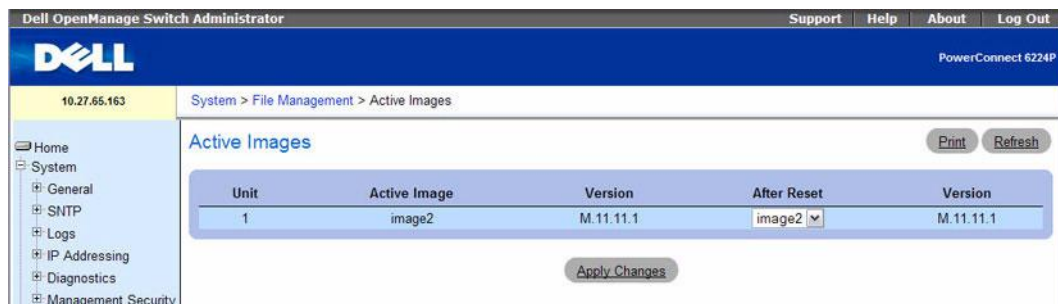 Dell OpenManage Switch Administrator Support Help About Log Out
DELL
PowerConnect 6224P
10.27.65.163
System > File Management > Active Images
Home
System
General
SNTP
Logs
IP Addressing
Diagnostics
Management Security
Active Images
Print Refresh
Unit Active Image Version After Reset Version
1 image2 M.11.11.1 image2 M.11.11.1
Apply Changes